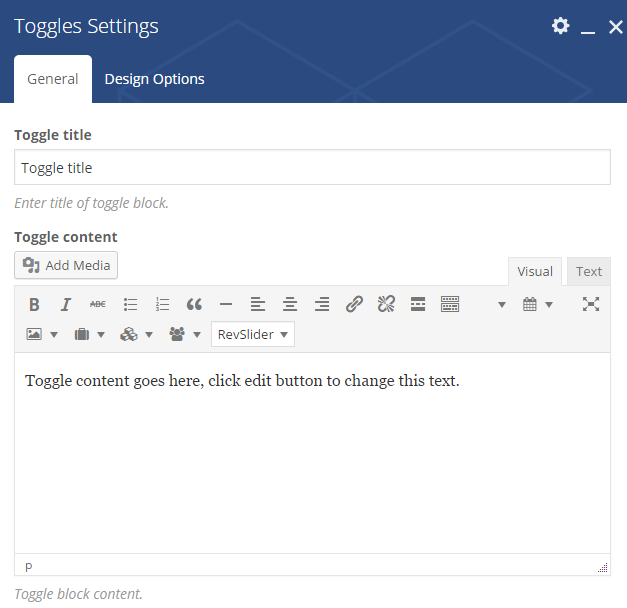 Toggles Settings
General Design Options
Toggle title
Toggle title
Enter title of toggle block.
Toggle content
Add Media
Visual Text
B I ABC
RevSlider
Toggle content goes here, click edit button to change this text.
p
Toggle block content.